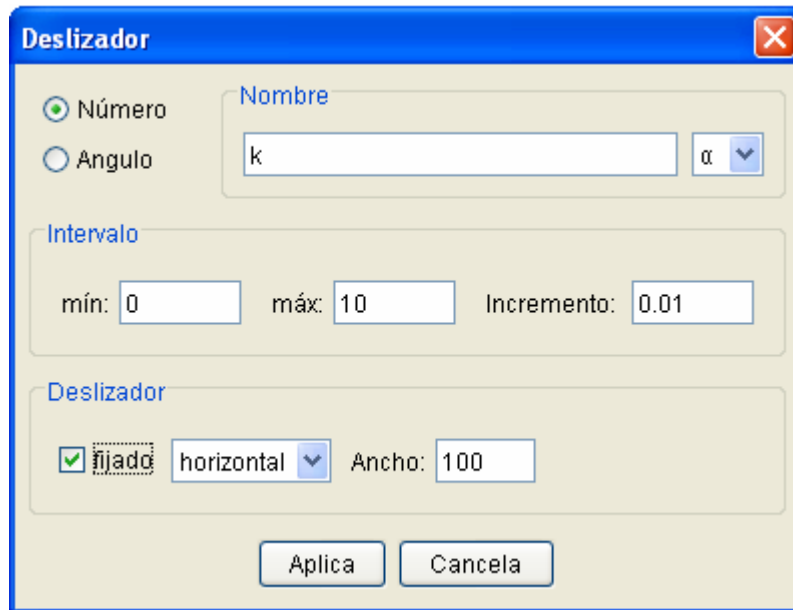 Deslizador
Número
Nombre
Angulo
k α
Intervalo
mín: 0 máx: 10 Incremento: 0.01
Deslizador
fijado horizontal Ancho: 100
Aplica Cancela